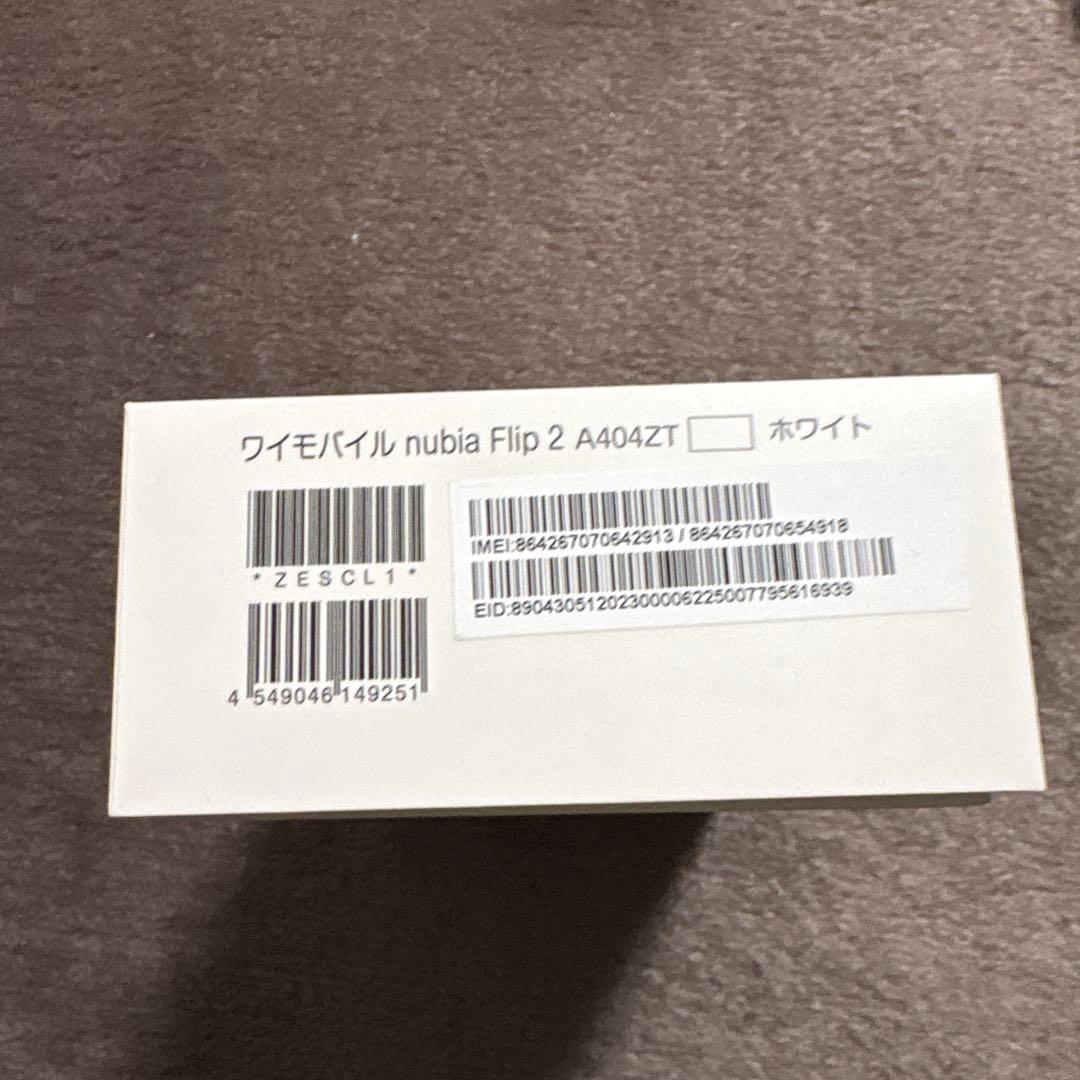 ワイモバイル nubia Flip 2 A404ZT ホワイト
*ZESCL1*
4 549046 149251
IMEI:864267070642913 / 864267070654918
EID:89043051202300006225007795616939